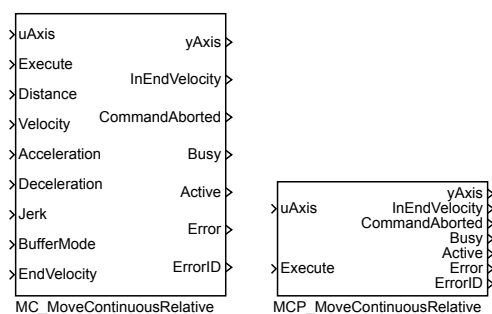 uAxis
Execute
Distance
Velocity
Acceleration
Deceleration
Jerk
BufferMode
EndVelocity
yAxis
InEndVelocity
CommandAborted
Busy
Active
Error
ErrorID
MC_MoveContinuousRelative
uAxis
Execute
yAxis
InEndVelocity
CommandAborted
Busy
Active
Error
ErrorID
MCP_MoveContinuousRelative